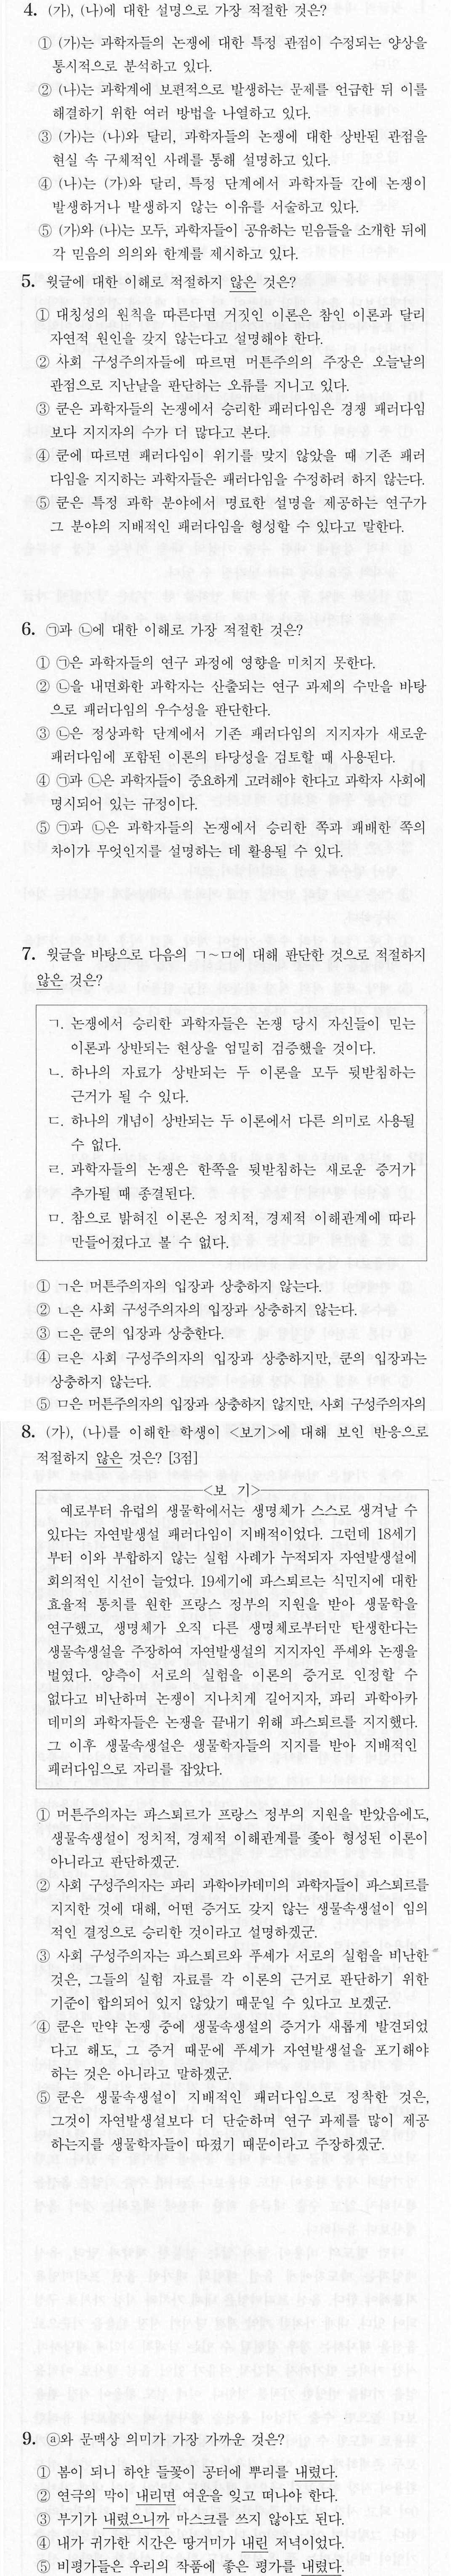 4. (가), (나)에 대한 설명으로 가장 적절한 것은?
① (가)는 과학자들의 논쟁에 대한 특정 관점이 수정되는 양상을
통시적으로 분석하고 있다.
② (나)는 과학계에 보편적으로 발생하는 문제를 언급한 뒤 이를
해결하기 위한 여러 방법을 나열하고 있다.
③ (가)는 (나)와 달리, 과학자들의 논쟁에 대한 상반된 관점을
현실 속 구체적인 사례를 통해 설명하고 있다.
④ (나)는 (가)와 달리, 특정 단계에서 과학자들 간에 논쟁이
발생하거나 발생하지 않는 이유를 서술하고 있다.
⑤ (가)와 (나)는 모두, 과학자들이 공유하는 믿음들을 소개한 뒤에
각 믿음의 의의와 한계를 제시하고 있다.
5. 윗글에 대한 이해로 적절하지 않은 것은?
① 대칭성의 원칙을 따른다면 거짓인 이론은 참인 이론과 달리
자연적 원인을 갖지 않는다고 설명해야 한다.
② 사회 구성주의자들에 따르면 머튼주의의 주장은 오늘날의
관점으로 지난날을 판단하는 오류를 지니고 있다.
③ 쿤은 과학자들의 논쟁에서 승리한 패러다임은 경쟁 패러다임
보다 지지자의 수가 더 많다고 본다.
④ 쿤에 따르면 패러다임이 위기를 맞지 않았을 때 기존 패러
다임을 지지하는 과학자들은 패러다임을 수정하려 하지 않는다.
⑤ 쿤은 특정 과학 분야에서 명료한 설명을 제공하는 연구가
그 분야의 지배적인 패러다임을 형성할 수 있다고 말한다.
6. ㉠과 ㉡에 대한 이해로 가장 적절한 것은?
① ㉠은 과학자들의 연구 과정에 영향을 미치지 못한다.
② ㉡을 내면화한 과학자는 산출되는 연구 과제의 수만을 바탕
으로 패러다임의 우수성을 판단한다.
③ ㉡은 정상과학 단계에서 기존 패러다임의 지지자가 새로운
패러다임에 포함된 이론의 타당성을 검토할 때 사용된다.
④ ㉠과 ㉡은 과학자들이 중요하게 고려해야 한다고 과학자 사회에
명시되어 있는 규정이다.
⑤ ㉠과 ㉡은 과학자들의 논쟁에서 승리한 쪽과 패배한 쪽의
차이가 무엇인지를 설명하는 데 활용될 수 있다.
7. 윗글을 바탕으로 다음의 ㄱ~ㅁ에 대해 판단한 것으로 적절하지
않은 것은?
ㄱ. 논쟁에서 승리한 과학자들은 논쟁 당시 자신들이 믿는
이론과 상반되는 현상을 엄밀히 검증했을 것이다.
ㄴ. 하나의 자료가 상반되는 두 이론을 모두 뒷받침하는
근거가 될 수 있다.
ㄷ. 하나의 개념이 상반되는 두 이론에서 다른 의미로 사용될
수 없다.
ㄹ. 과학자들의 논쟁은 한쪽을 뒷받침하는 새로운 증거가
추가될 때 종결된다.
ㅁ. 참으로 밝혀진 이론은 정치적, 경제적 이해관계에 따라
만들어졌다고 볼 수 없다.
① ㄱ은 머튼주의자의 입장과 상충하지 않는다.
② ㄴ은 사회 구성주의자의 입장과 상충하지 않는다.
③ ㄷ은 쿤의 입장과 상충한다.
④ ㄹ은 사회 구성주의자의 입장과 상충하지만, 쿤의 입장과는
상충하지 않는다.
⑤ ㅁ은 머튼주의자의 입장과 상충하지 않지만, 사회 구성주의자의
8. (가), (나)를 이해한 학생이 <보기>에 대해 보인 반응으로
적절하지 않은 것은? [3점]
<보 기>
예로부터 유럽의 생물학에서는 생명체가 스스로 생겨날 수
있다는 자연발생설 패러다임이 지배적이었다. 그런데 18세기
부터 이와 부합하지 않는 실험 사례가 누적되자 자연발생설에
회의적인 시선이 늘었다. 19세기에 파스퇴르는 식민지에 대한
효율적 통치를 원한 프랑스 정부의 지원을 받아 생물학을
연구했고, 생명체가 오직 다른 생명체로부터만 탄생한다는
생물속생설을 주장하여 자연발생설의 지지자인 푸셰와 논쟁을
벌였다. 양측이 서로의 실험을 이론의 증거로 인정할 수
없다고 비난하며 논쟁이 지나치게 길어지자, 파리 과학아카
데미의 과학자들은 논쟁을 끝내기 위해 파스퇴르를 지지했다.
그 이후 생물속생설은 생물학자들의 지지를 받아 지배적인
패러다임으로 자리를 잡았다.
① 머튼주의자는 파스퇴르가 프랑스 정부의 지원을 받았음에도,
생물속생설이 정치적, 경제적 이해관계를 좇아 형성된 이론이
아니라고 판단하겠군.
② 사회 구성주의자는 파리 과학아카데미의 과학자들이 파스퇴르를
지지한 것에 대해, 어떤 증거도 갖지 않는 생물속생설이 임의
적인 결정으로 승리한 것이라고 설명하겠군.
③ 사회 구성주의자는 파스퇴르와 푸셰가 서로의 실험을 비난한
것은, 그들의 실험 자료를 각 이론의 근거로 판단하기 위한
기준이 합의되어 있지 않았기 때문일 수 있다고 보겠군.
④ 쿤은 만약 논쟁 중에 생물속생설의 증거가 새롭게 발견되었
다고 해도, 그 증거 때문에 푸셰가 자연발생설을 포기해야
하는 것은 아니라고 말하겠군.
⑤ 쿤은 생물속생설이 지배적인 패러다임으로 정착한 것은,
그것이 자연발생설보다 더 단순하며 연구 과제를 많이 제공
하는지를 생물학자들이 따졌기 때문이라고 주장하겠군.
9. ⓐ와 문맥상 의미가 가장 가까운 것은?
① 봄이 되니 하얀 들꽃이 공터에 뿌리를 내렸다.
② 연극의 막이 내리면 여운을 잊고 떠나야 한다.
③ 부기가 내렸으니까 마스크를 쓰지 않아도 된다.
④ 내가 귀가한 시간은 땅거미가 내린 저녁이었다.
⑤ 비평가들은 우리의 작품에 좋은 평가를 내렸다.